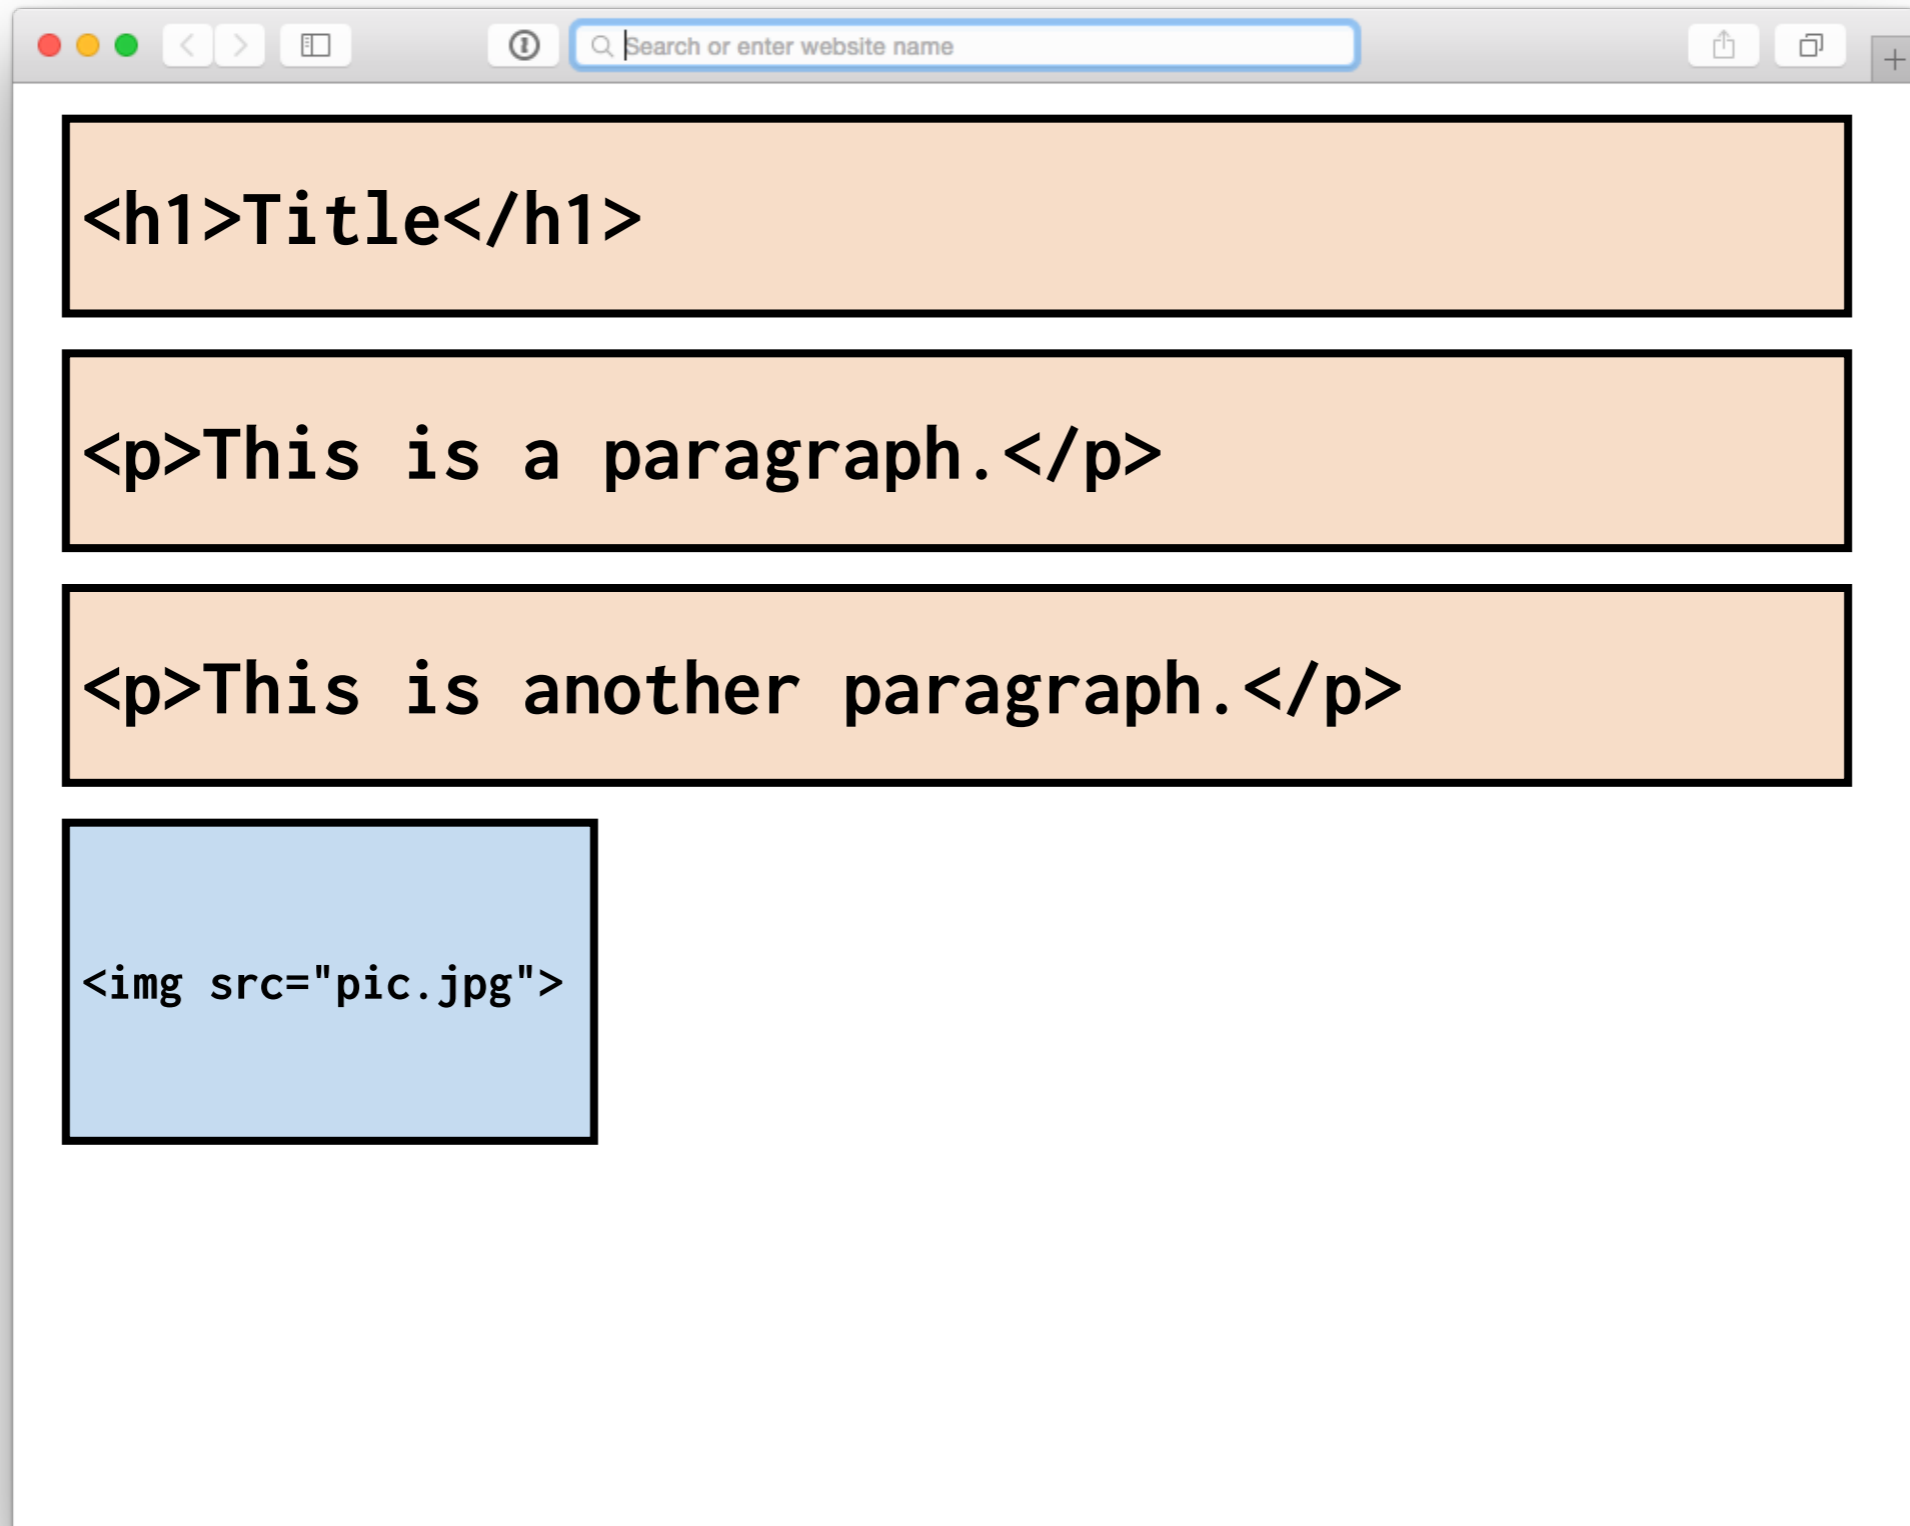 Search or enter website name
<h1>Title</h1>
<p>This is a paragraph.</p>
<p>This is another paragraph.</p>
<img src="pic.jpg">